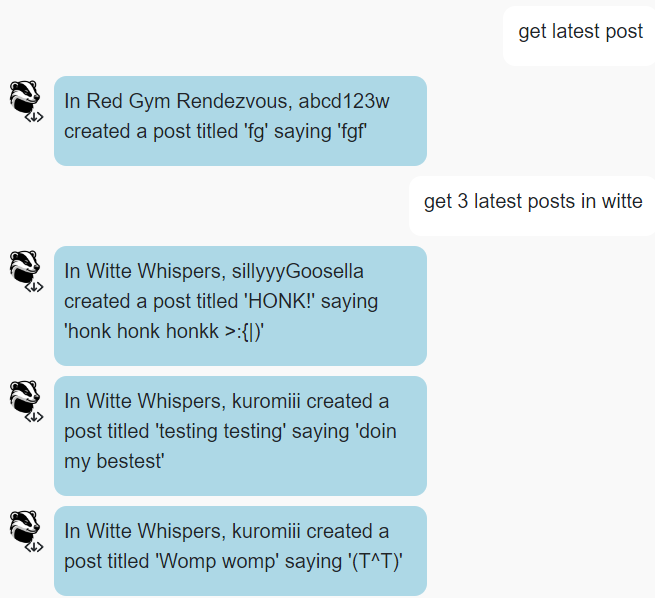 get latest post
In Red Gym Rendezvous, abcd123w
created a post titled 'fg' saying 'fgf'
get 3 latest posts in witte
In Witte Whispers, sillyyyGoosella
created a post titled 'HONK!' saying
'honk honk honkk >:{|)'
In Witte Whispers, kuromiii created a
post titled 'testing testing' saying 'doin
my bestest'
In Witte Whispers, kuromiii created a
post titled 'Womp womp' saying '(T^T)'